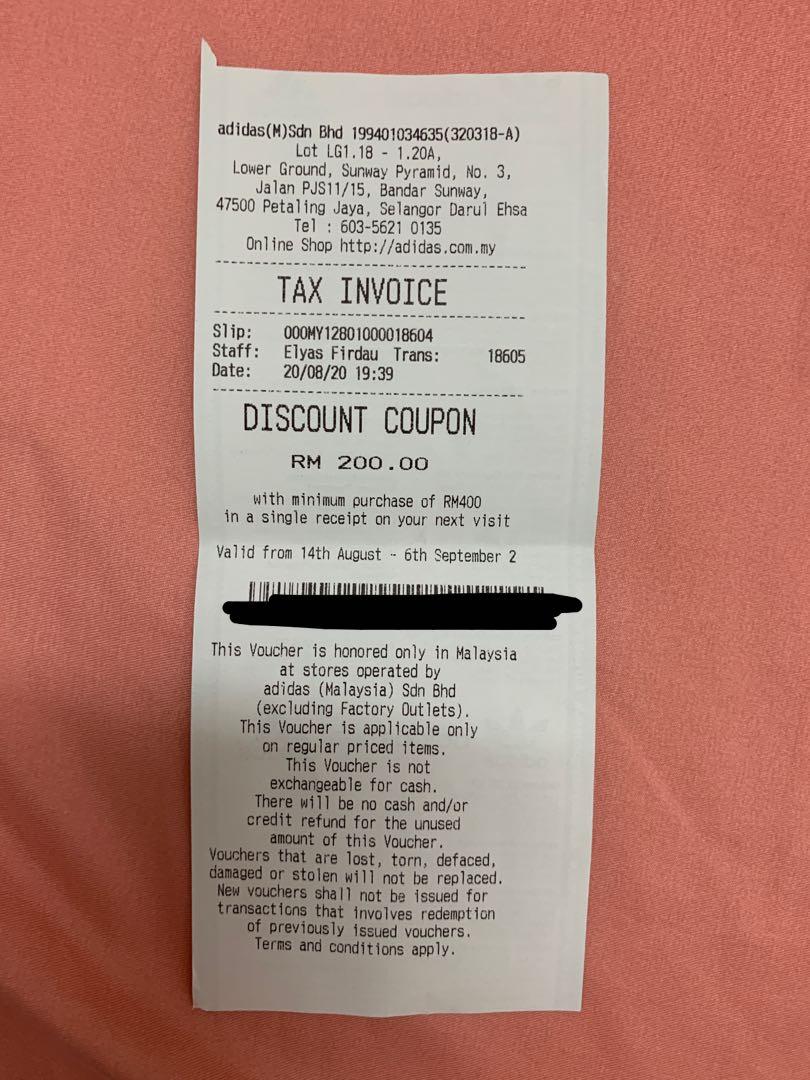 adidas(M)Sdn Bhd 199401034635(320318-A)
Lot LG1.18 - 1.20A,
Lower Ground, Sunway Pyramid, No. 3,
Jalan PJS11/15, Bandar Sunway,
47500 Petaling Jaya, Selangor Darul Ehsa
Tel : 603-5621 0135
Online Shop http://adidas.com.my
TAX INVOICE
Slip: 000MY12801000018604
Staff: Elyas Firdau Trans: 18605
Date: 20/08/20 19:39
DISCOUNT COUPON
RM 200.00
with minimum purchase of RM400
in a single receipt on your next visit
Valid from 14th August - 6th September 2
This Voucher is honored only in Malaysia
at stores operated by
adidas (Malaysia) Sdn Bhd
(excluding Factory Outlets).
This Voucher is applicable only
on regular priced items.
This Voucher is not
exchangeable for cash.
There will be no cash and/or
credit refund for the unused
amount of this Voucher.
Vouchers that are lost, torn, defaced,
damaged or stolen will not be replaced.
New vouchers shall not be issued for
transactions that involves redemption
of previously issued vouchers.
Terms and conditions apply.